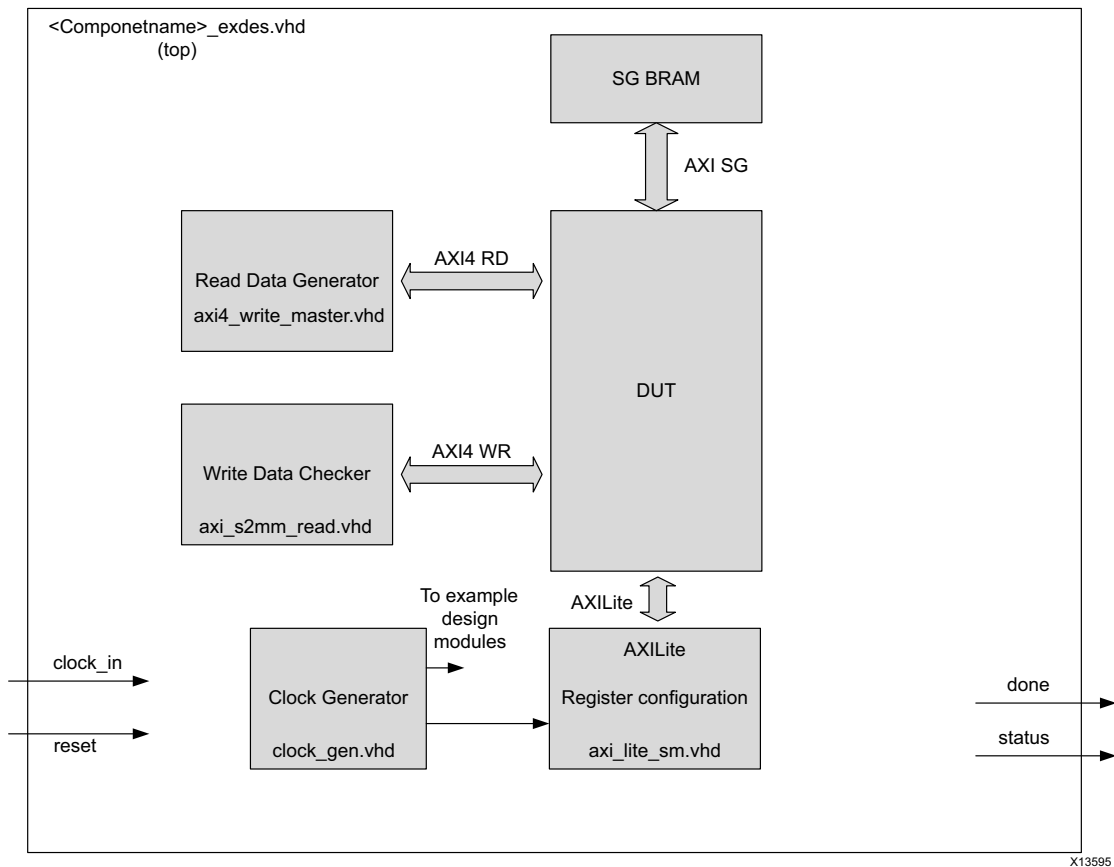 <Componetname>_exdes.vhd
(top)
SG BRAM
AXI SG
Read Data Generator
axi4_write_master.vhd
AXI4 RD
DUT
Write Data Checker
axi_s2mm_read.vhd
AXI4 WR
To example
design
modules
AXILite
clock_in
reset
Clock Generator
clock_gen.vhd
AXILite
Register configuration
axi_lite_sm.vhd
done
status
X13595